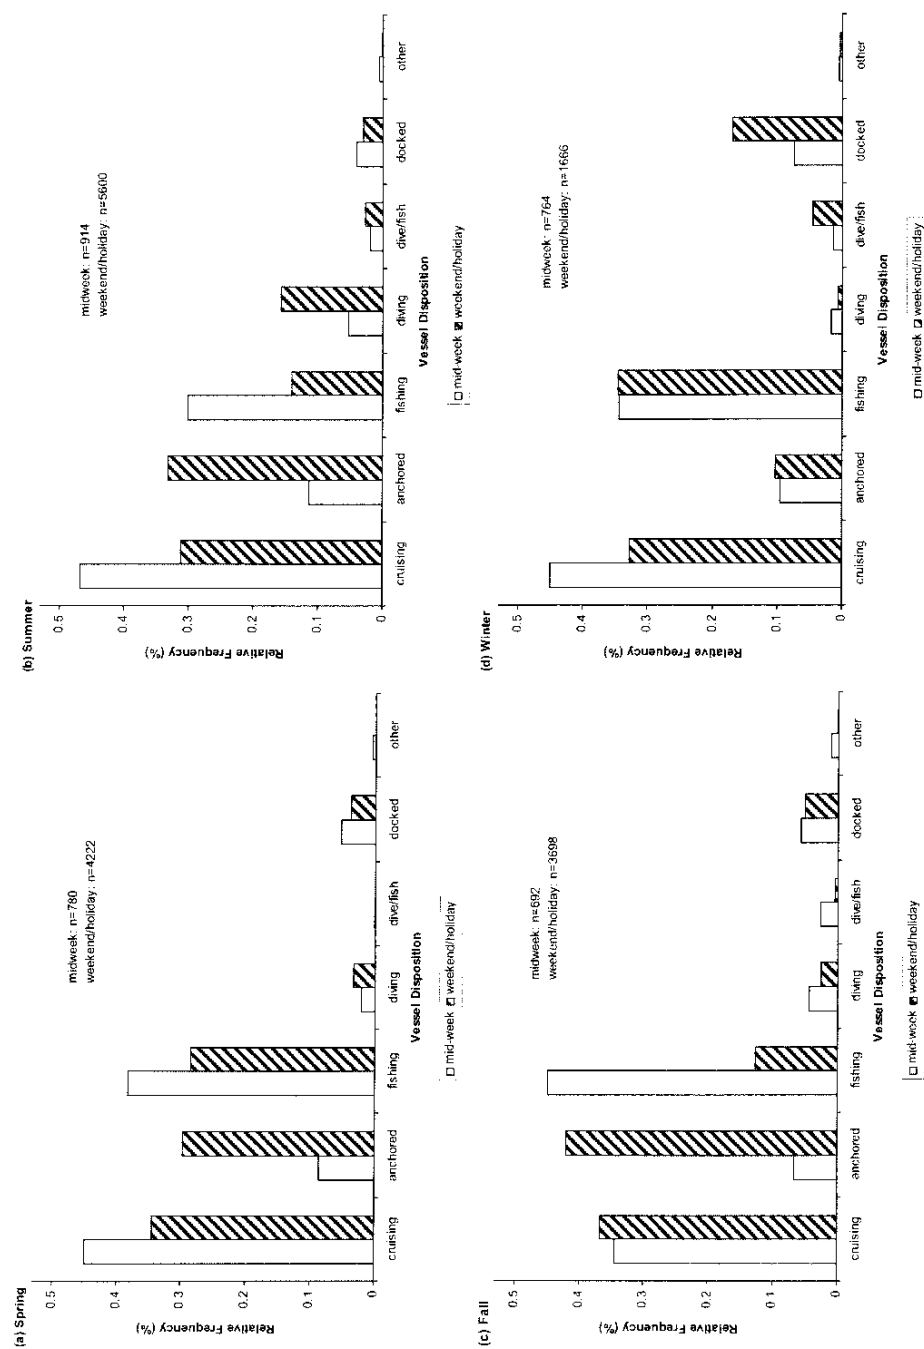 (a) Spring
Relative Frequency (%)
0.5
0.4
0.3
0.2
0.1
0
midweek: n=780
weekend/holiday: n=4222
cruising anchored fishing diving dive/fish docked other
Vessel Disposition
mid-week weekend/holiday
(b) Summer
Relative Frequency (%)
0.5
0.4
0.3
0.2
0.1
0
midweek: n=914
weekend/holiday: n=5600
cruising anchored fishing diving dive/fish docked other
Vessel Disposition
mid-week weekend/holiday
(c) Fall
Relative Frequency (%)
0.5
0.4
0.3
0.2
0.1
0
midweek: n=692
weekend/holiday: n=3698
cruising anchored fishing diving dive/fish docked other
Vessel Disposition
mid-week weekend/holiday
(d) Winter
Relative Frequency (%)
0.5
0.4
0.3
0.2
0.1
0
midweek: n=764
weekend/holiday: n=1666
cruising anchored fishing diving dive/fish docked other
Vessel Disposition
mid-week weekend/holiday